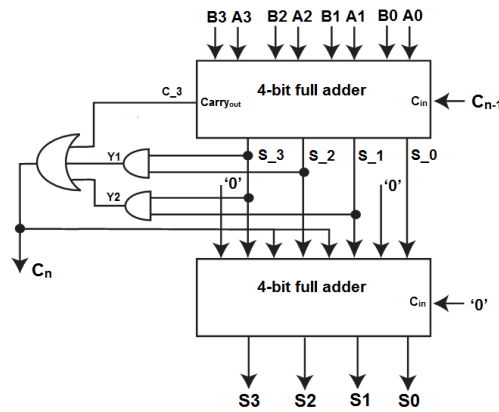 B3 A3 B2 A2 B1 A1 B0 A0
4-bit full adder
C_3
Carryout
Cin
Cn-1
S_3 S_2 S_1 S_0
Y1
'0' '0'
Y2
Cn
4-bit full adder
Cin
'0'
S3 S2 S1 S0